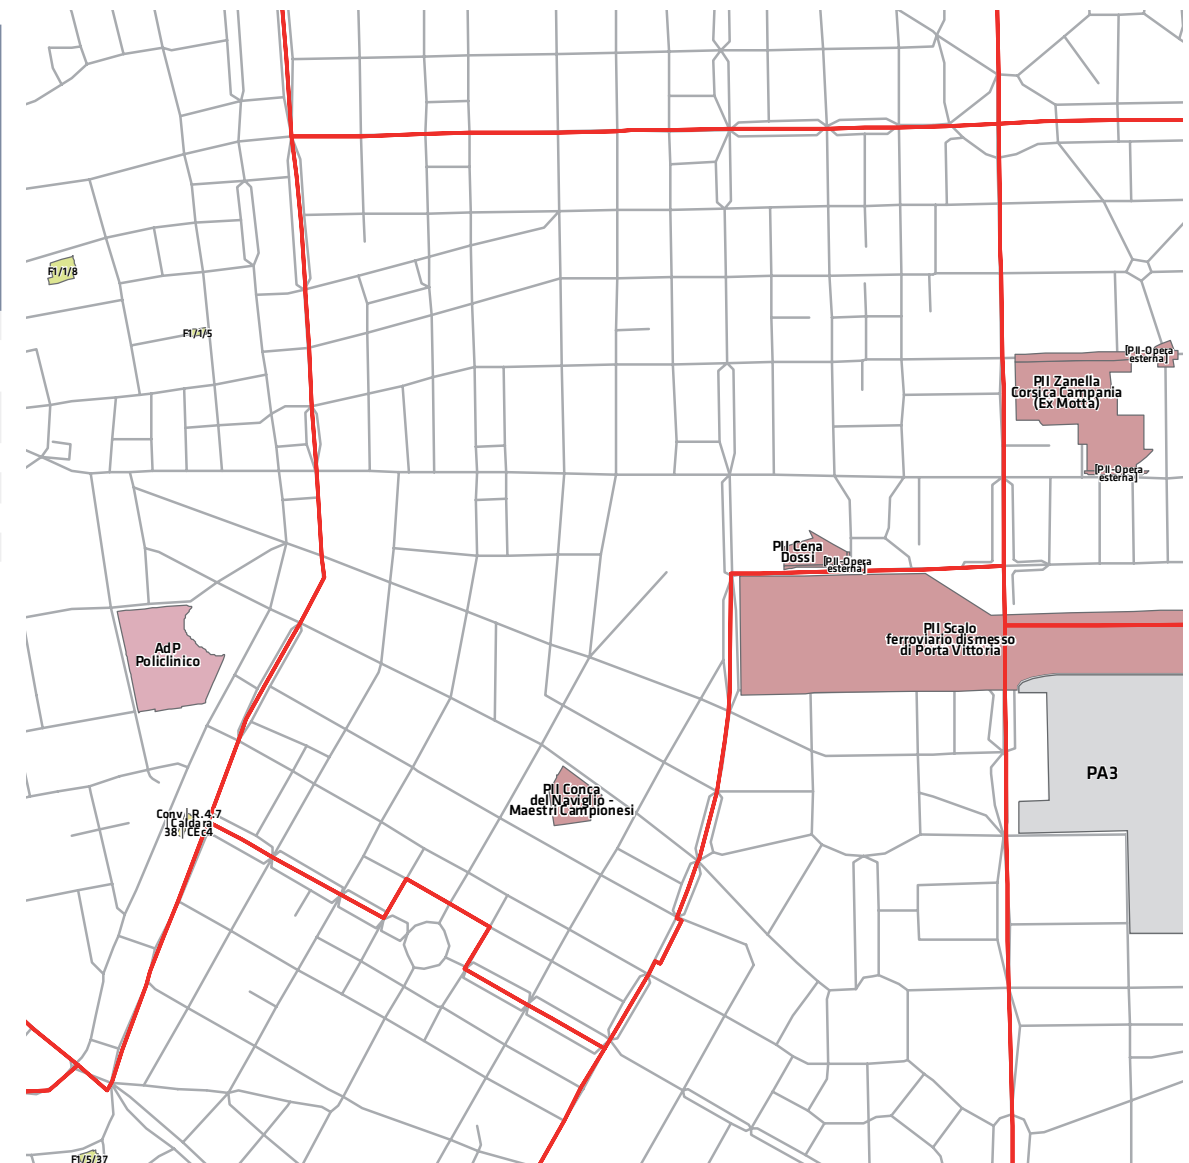 F1/1/8
F1/1/5
[PII-Opera
esterna]
PII Zanella
Corsica Campania
(Ex Motta)
[PII-Opera
esterna]
PII Cena
Dossi
[PII-Opera
esterna]
PII Scalo
ferroviario dismesso
di Porta Vittoria
AdP
Policlinico
PA3
PII Conca
del Naviglio -
Maestri Campionesi
Conv. R.4.7
Caldara
38 CEc4
F1/5/37